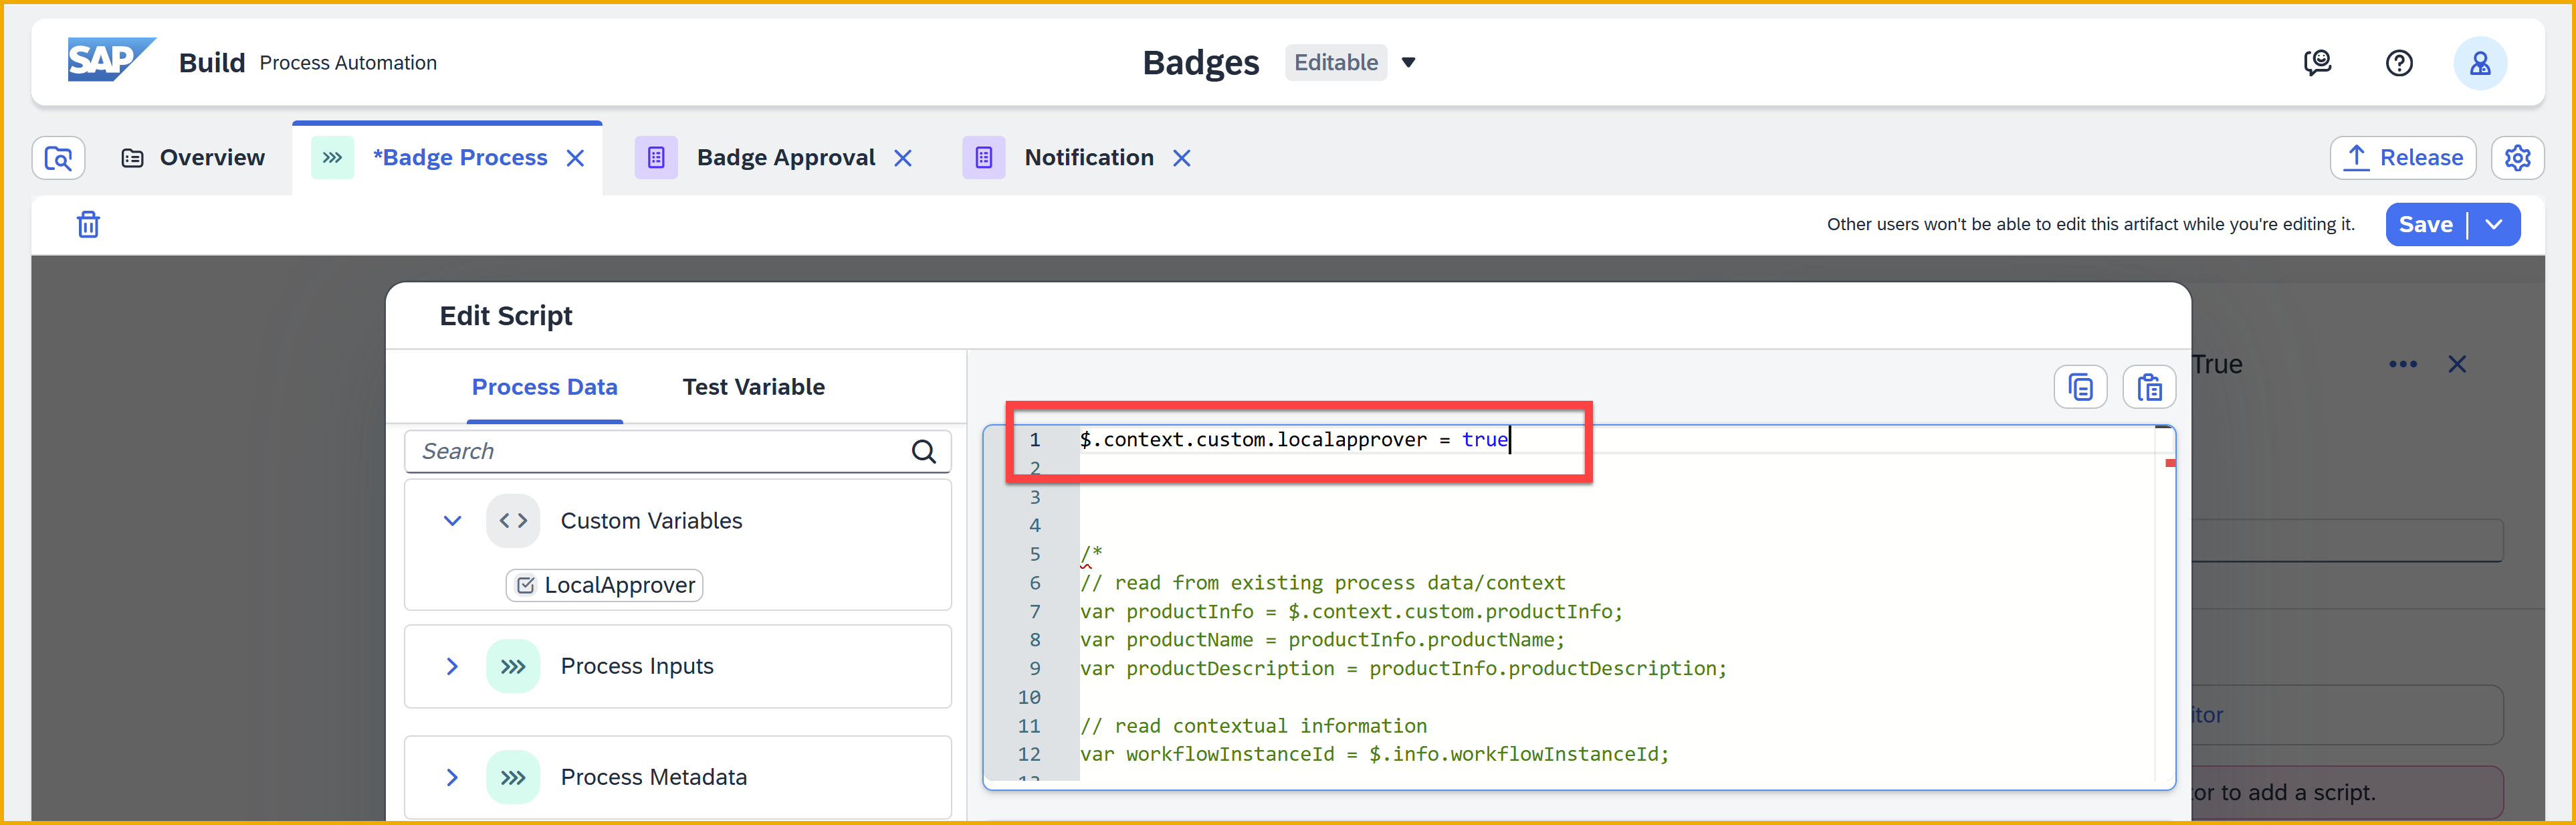 SAP Build Process Automation
Badges Editable
Overview
*Badge Process
Badge Approval
Notification
Release
Other users won't be able to edit this artifact while you're editing it.
Save
Edit Script
True
Process Data
Test Variable
Search
Custom Variables
LocalApprover
Process Inputs
Process Metadata
1 $.context.custom.localapprover = true
2
3
4
5 /*
6 // read from existing process data/context
7 var productInfo = $.context.custom.productInfo;
8 var productName = productInfo.productName;
9 var productDescription = productInfo.productDescription;
10
11 // read contextual information
12 var workflowInstanceId = $.info.workflowInstanceId;
itor
or to add a script.